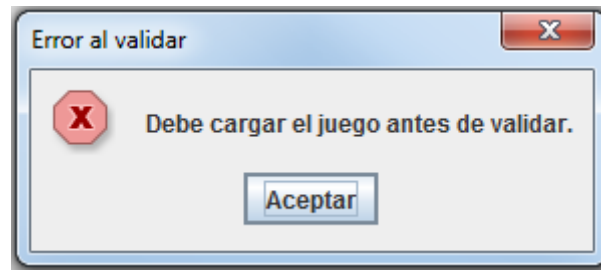 Error al validar
Debe cargar el juego antes de validar.
Aceptar